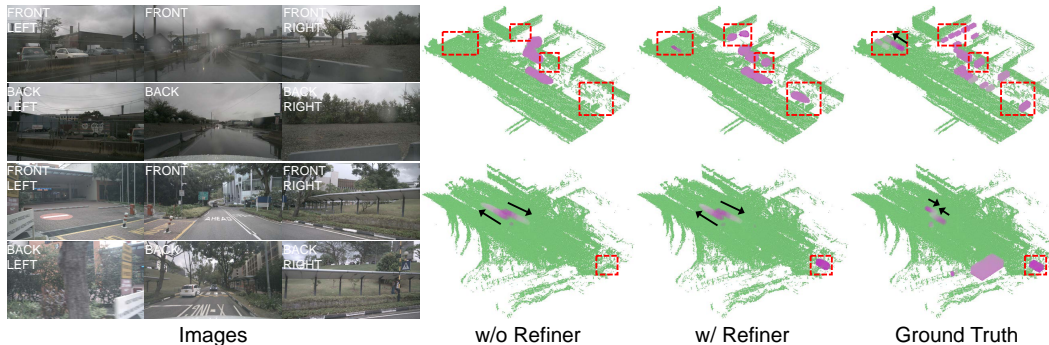 FRONT LEFT
FRONT
FRONT RIGHT
BACK LEFT
BACK
BACK RIGHT
FRONT LEFT
FRONT
FRONT RIGHT
AHEAD
BACK LEFT
BACK
BACK RIGHT
Images
w/o Refiner
w/ Refiner
Ground Truth